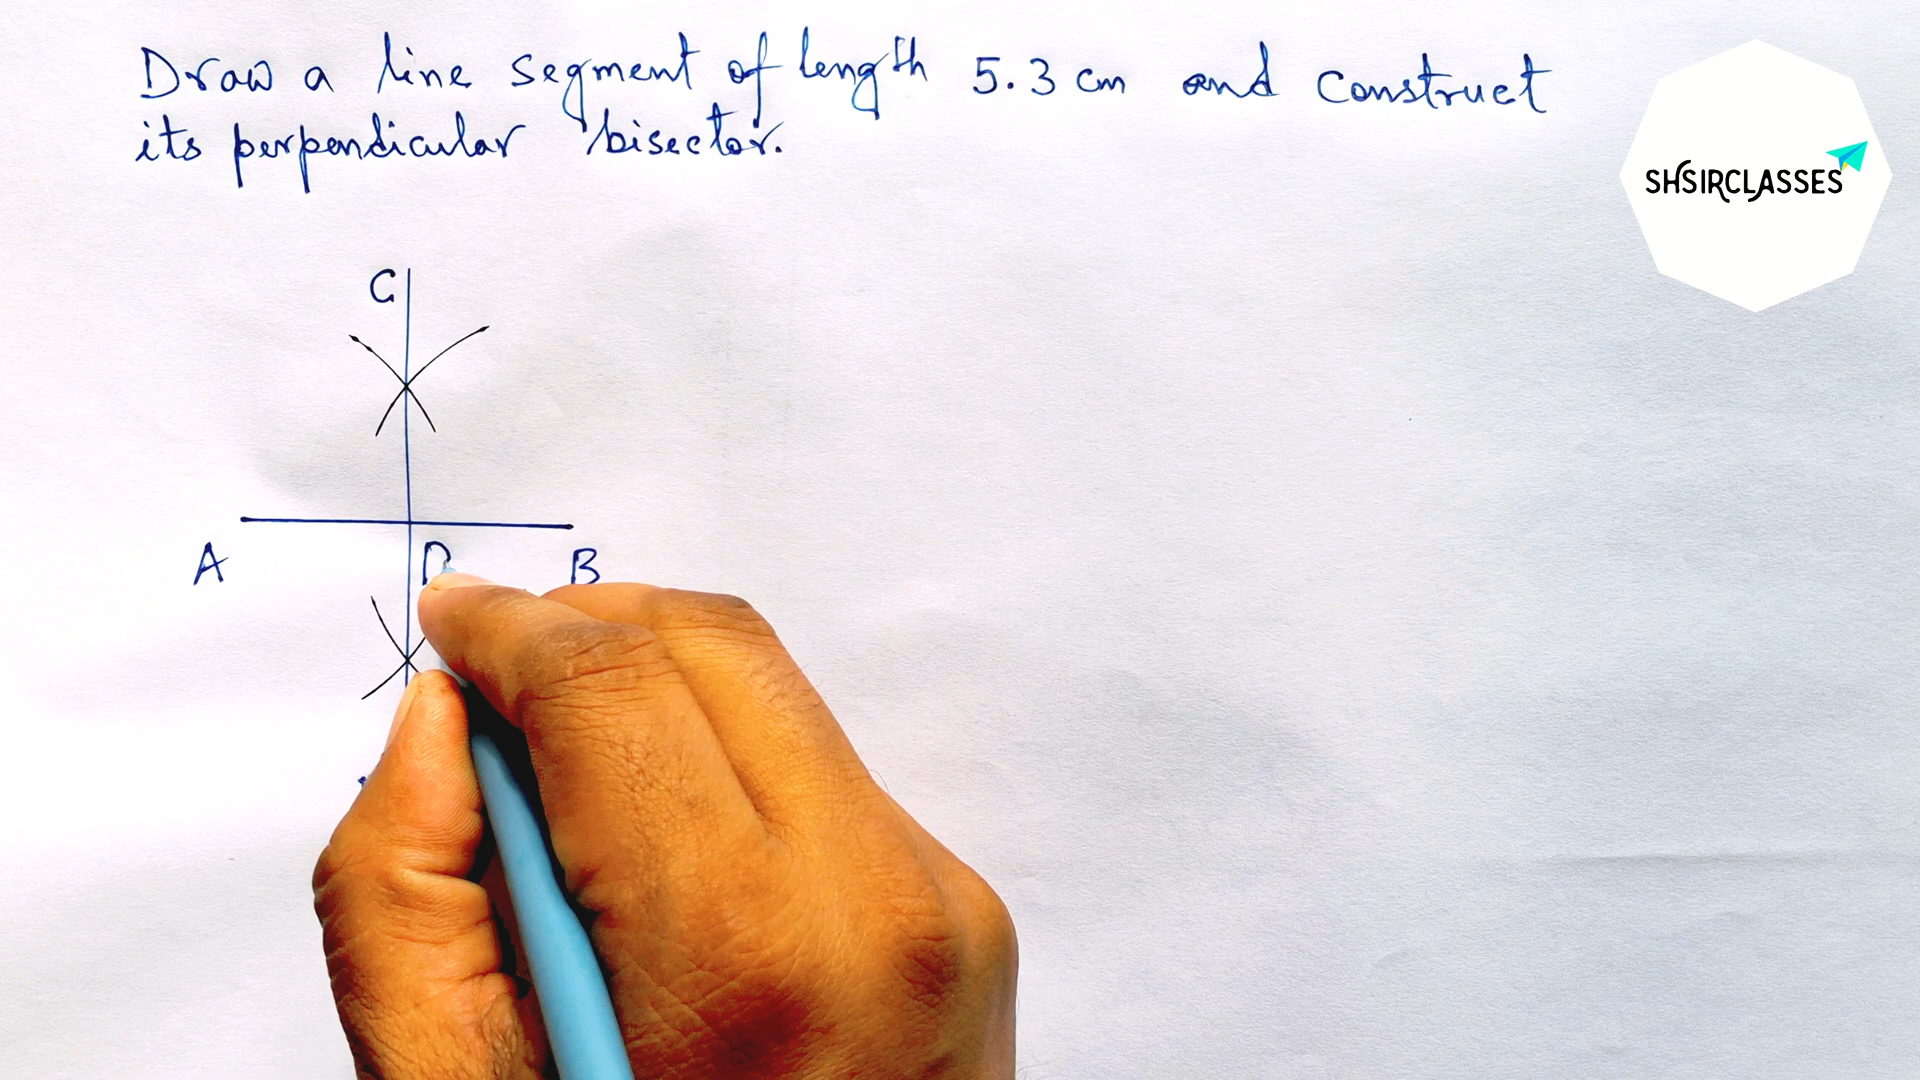 Draw a line segment of length 5.3 cm and construct
its perpendicular bisector.
SHSIRCLASSES
C
A
B